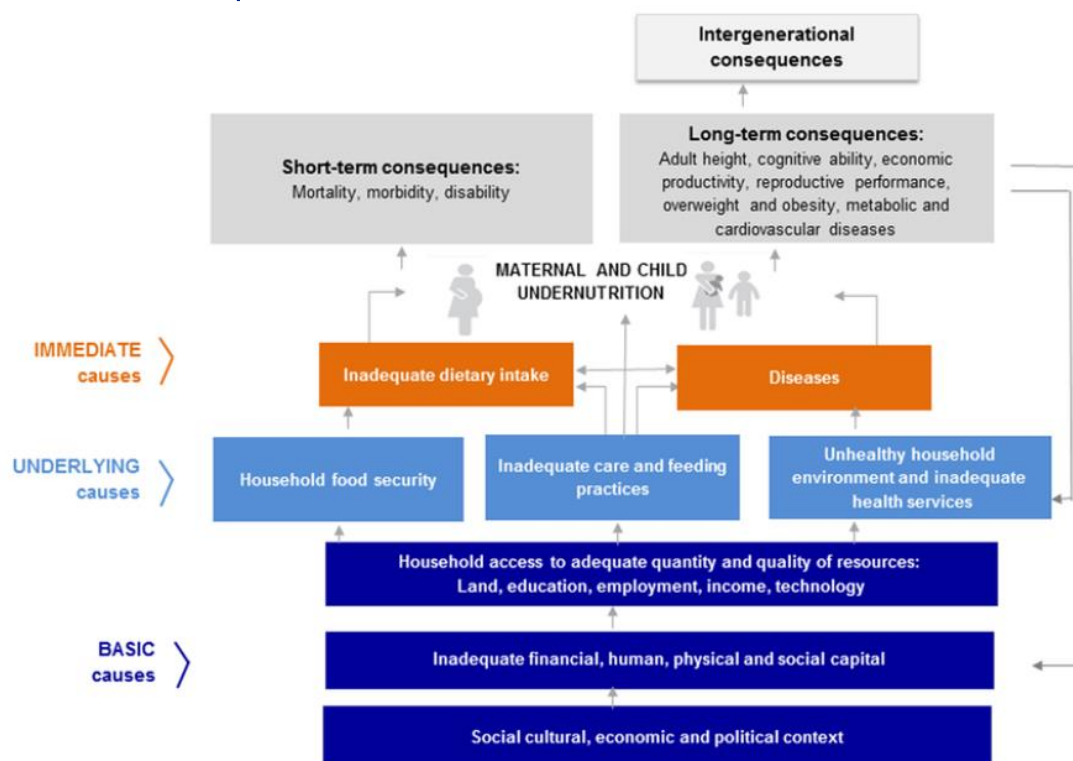 Intergenerational
consequences
Short-term consequences:
Mortality, morbidity, disability
Long-term consequences:
Adult height, cognitive ability, economic
productivity, reproductive performance,
overweight and obesity, metabolic and
cardiovascular diseases
MATERNAL AND CHILD
UNDERNUTRITION
IMMEDIATE
causes
Inadequate dietary intake
Diseases
UNDERLYING
causes
Household food security
Inadequate care and feeding
practices
Unhealthy household
environment and inadequate
health services
Household access to adequate quantity and quality of resources:
Land, education, employment, income, technology
BASIC
causes
Inadequate financial, human, physical and social capital
Social cultural, economic and political context